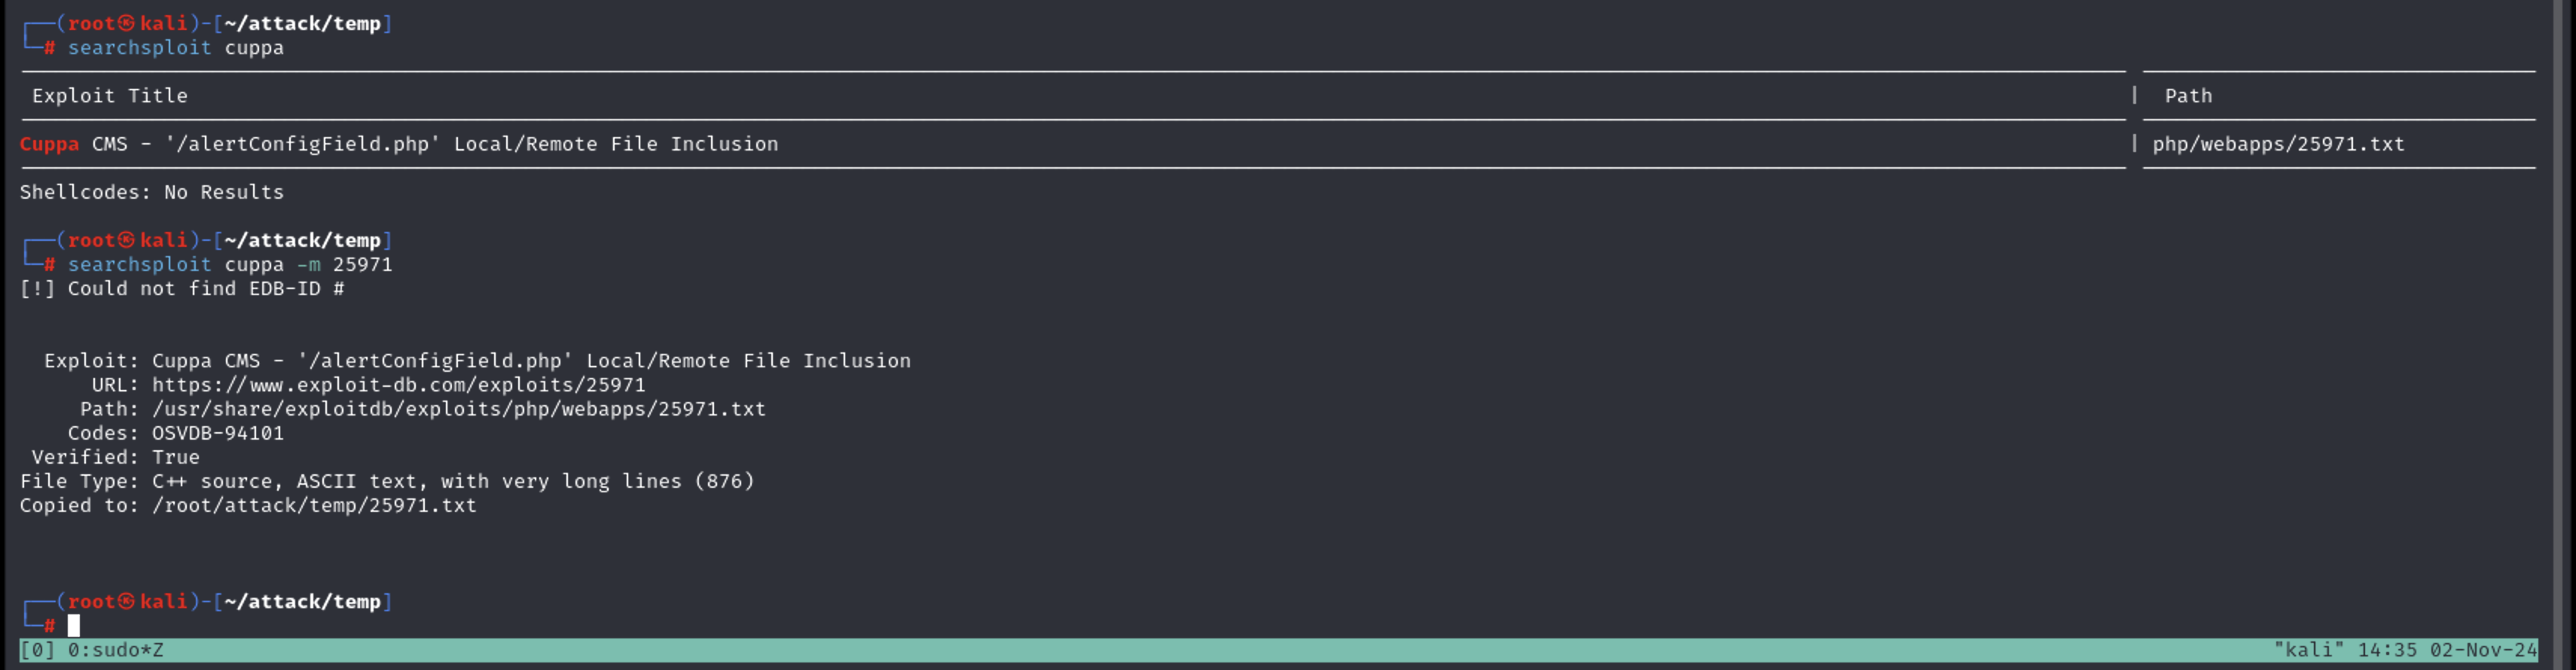 ┌──(root㉿kali)-[~/attack/temp]
└─# searchsploit cuppa
Exploit Title | Path
Cuppa CMS - '/alertConfigField.php' Local/Remote File Inclusion | php/webapps/25971.txt
Shellcodes: No Results
┌──(root㉿kali)-[~/attack/temp]
└─# searchsploit cuppa -m 25971
[!] Could not find EDB-ID #
Exploit: Cuppa CMS - '/alertConfigField.php' Local/Remote File Inclusion
URL: https://www.exploit-db.com/exploits/25971
Path: /usr/share/exploitdb/exploits/php/webapps/25971.txt
Codes: OSVDB-94101
Verified: True
File Type: C++ source, ASCII text, with very long lines (876)
Copied to: /root/attack/temp/25971.txt
┌──(root㉿kali)-[~/attack/temp]
└─#
[0] 0:sudo*Z "kali" 14:35 02-Nov-24